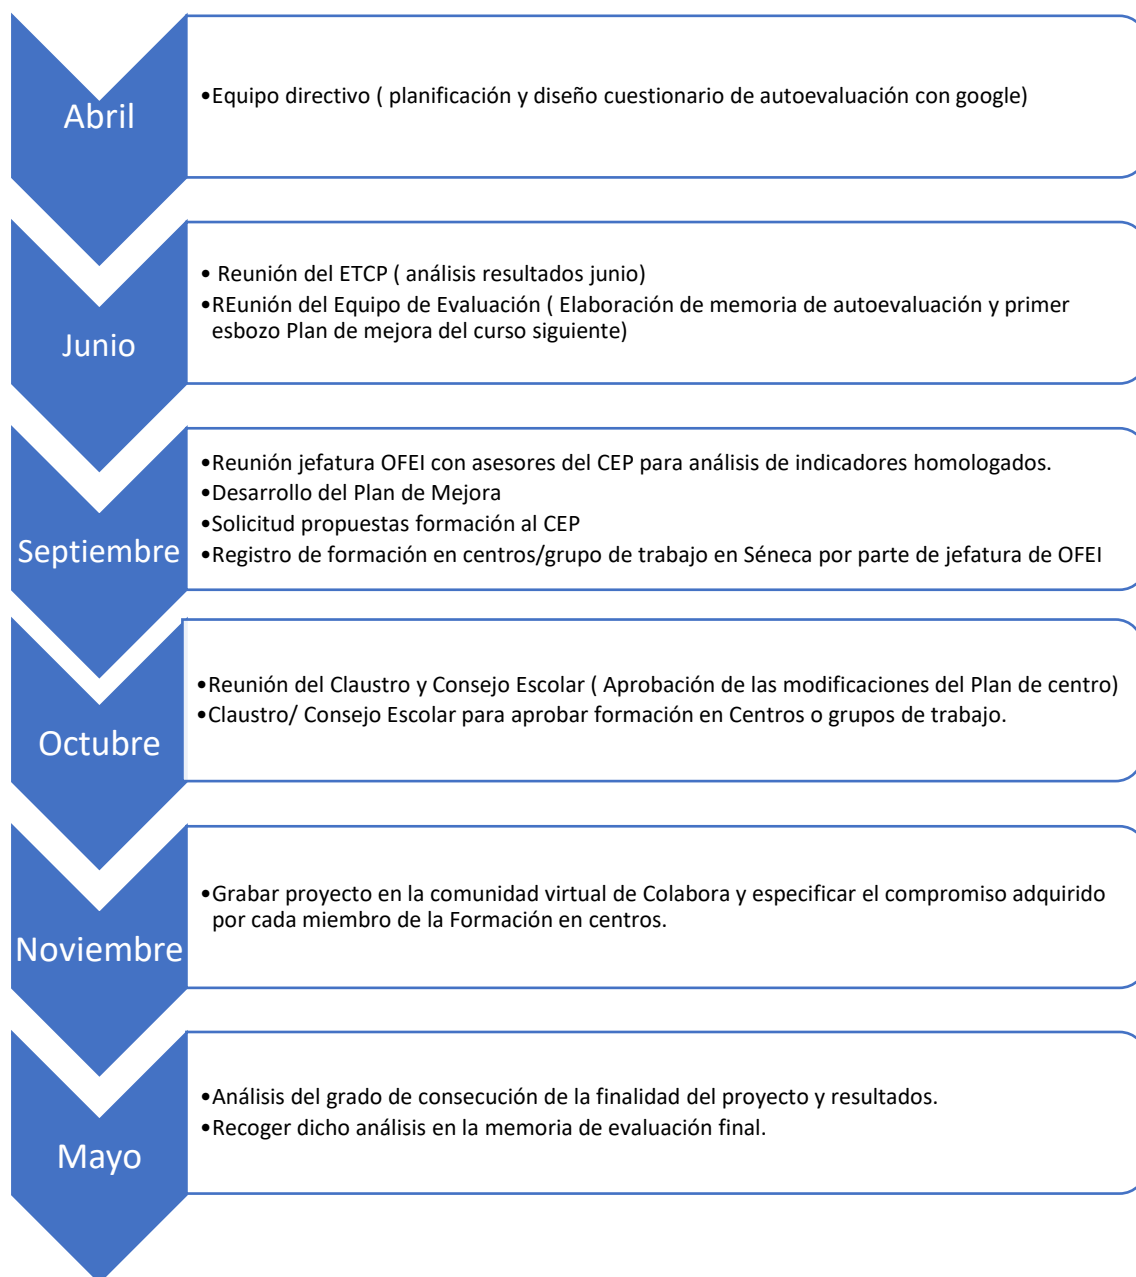 Abril
•Equipo directivo ( planificación y diseño cuestionario de autoevaluación con google)
Junio
• Reunión del ETCP ( análisis resultados junio)
•REunión del Equipo de Evaluación ( Elaboración de memoria de autoevaluación y primer
esbozo Plan de mejora del curso siguiente)
Septiembre
•Reunión jefatura OFEI con asesores del CEP para análisis de indicadores homologados.
•Desarrollo del Plan de Mejora
•Solicitud propuestas formación al CEP
•Registro de formación en centros/grupo de trabajo en Séneca por parte de jefatura de OFEI
Octubre
•Reunión del Claustro y Consejo Escolar ( Aprobación de las modificaciones del Plan de centro)
•Claustro/ Consejo Escolar para aprobar formación en Centros o grupos de trabajo.
Noviembre
•Grabar proyecto en la comunidad virtual de Colabora y especificar el compromiso adquirido
por cada miembro de la Formación en centros.
Mayo
•Análisis del grado de consecución de la finalidad del proyecto y resultados.
•Recoger dicho análisis en la memoria de evaluación final.